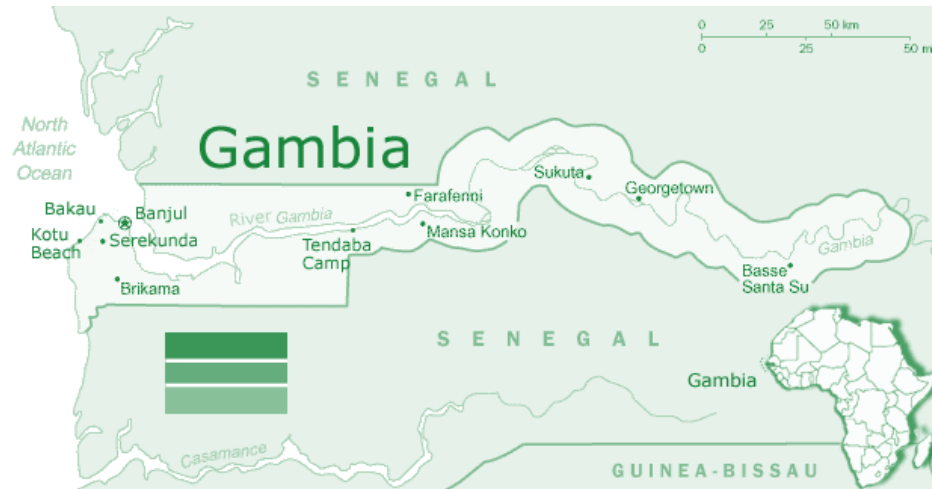 0 25 50 km
0 25 50 m
SENEGAL
North
Atlantic
Ocean
Gambia
Sukuta
Georgetown
Farafenni
Bakau
Banjul
River Gambia
Mansa Konko
Kotu
Beach
Serekunda
Tendaba
Camp
Gambia
Basse
Santa Su
Brikama
SENEGAL
Gambia
Casamance
GUINEA-BISSAU